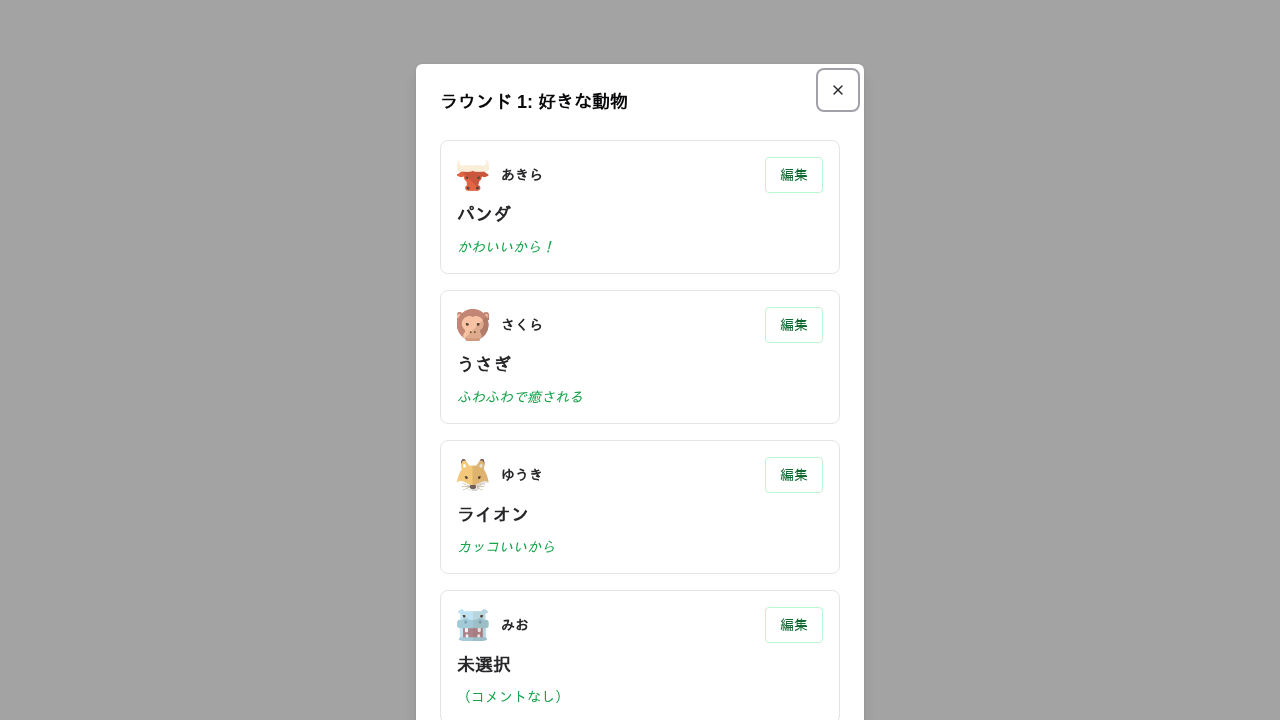 ラウンド 1: 好きな動物
×
あきら
編集
パンダ
かわいいから！
さくら
編集
うさぎ
ふわふわで癒される
ゆうき
編集
ライオン
カッコいいから
みお
編集
未選択
（コメントなし）